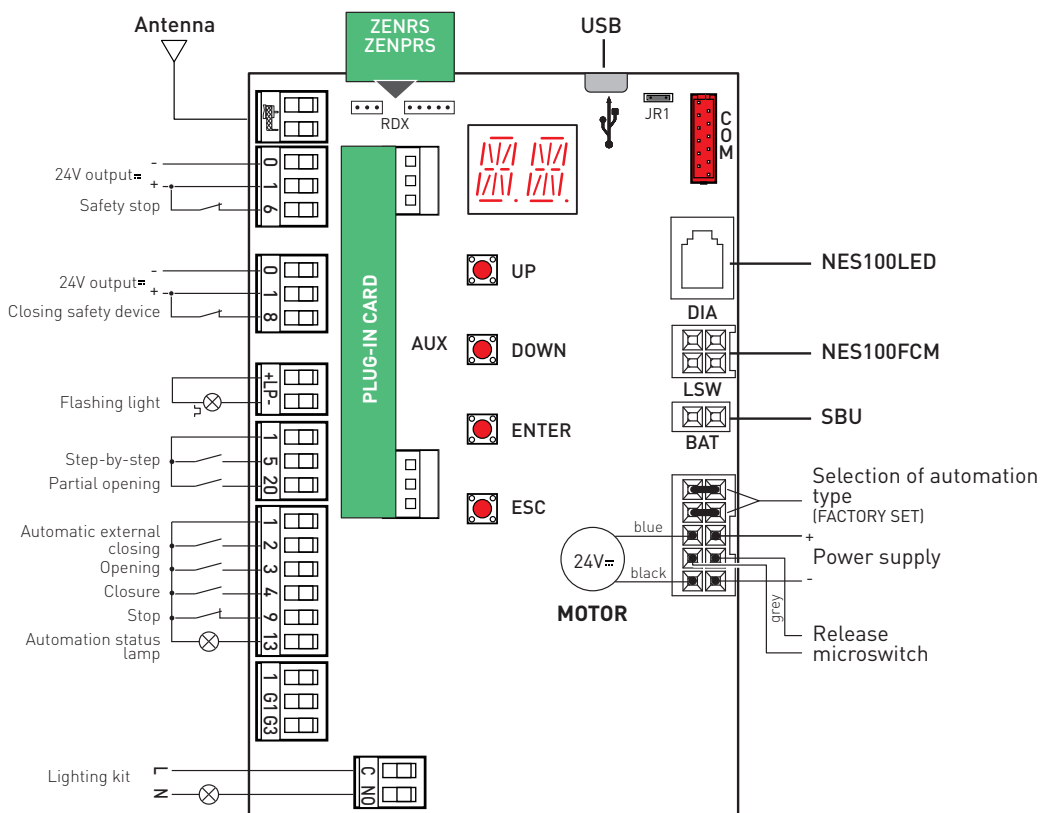 Antenna
ZENRS
ZENPRS
USB
RDX
JR1
COM
24V output
-
+
Safety stop
0
1
6
24V output
-
+
Closing safety device
0
1
8
PLUG-IN CARD
AUX
UP
DOWN
ENTER
ESC
DIA
NES100LED
LSW
NES100FCM
BAT
SBU
Flashing light
+LP-
Step-by-step
Partial opening
1
5
20
Automatic external
closing
Opening
Closure
Stop
Automation status
lamp
1
2
3
4
9
13
1
G1
G3
Selection of automation
type
(FACTORY SET)
blue
24V
black
MOTOR
+
Power supply
-
grey
Release
microswitch
Lighting kit
L
N
C
NO